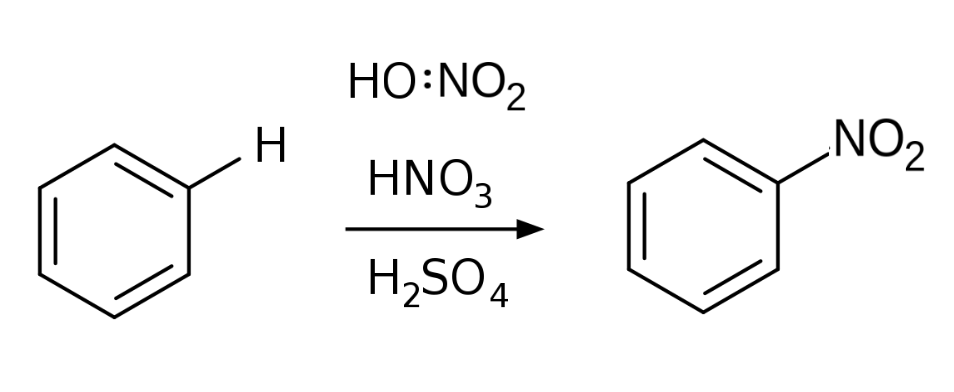 HO:NO₂
HNO₃
H₂SO₄
H
NO₂